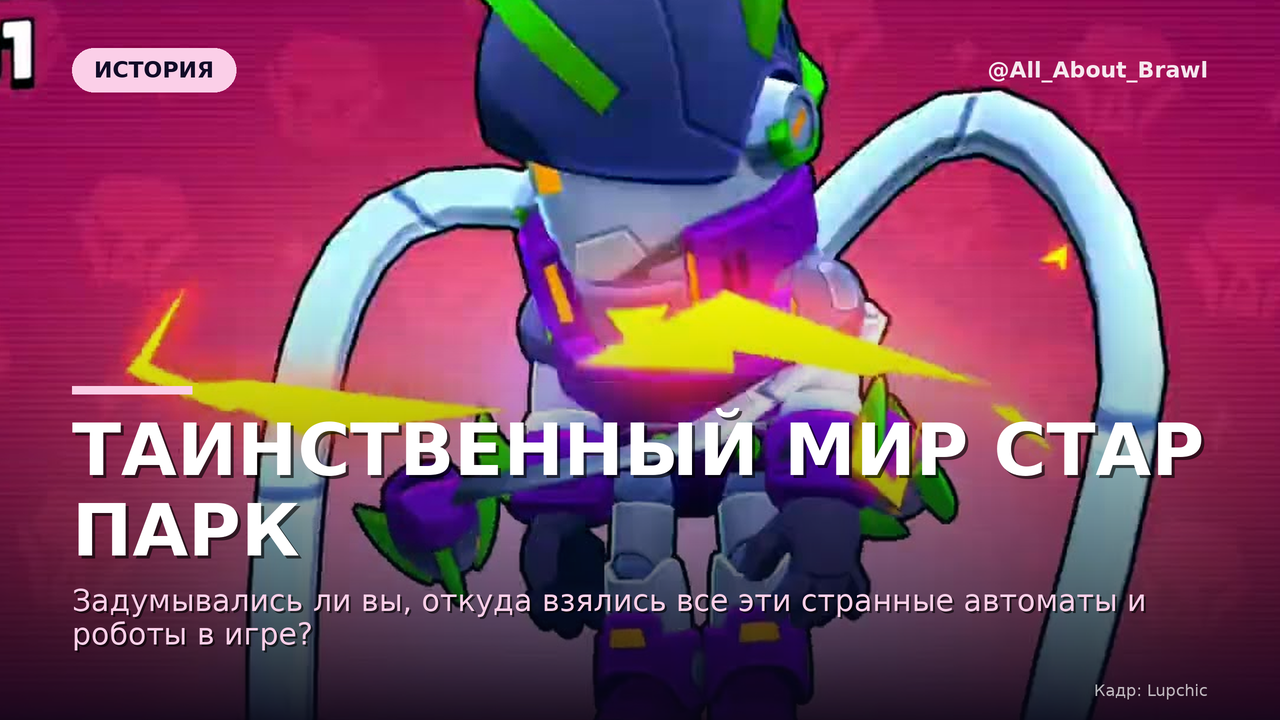 1
ИСТОРИЯ
@All_About_Brawl
ТАИНСТВЕННЫЙ МИР СТАР
ПАРК
Задумывались ли вы, откуда взялись все эти странные автоматы и
роботы в игре?
Кадр: Lupchic